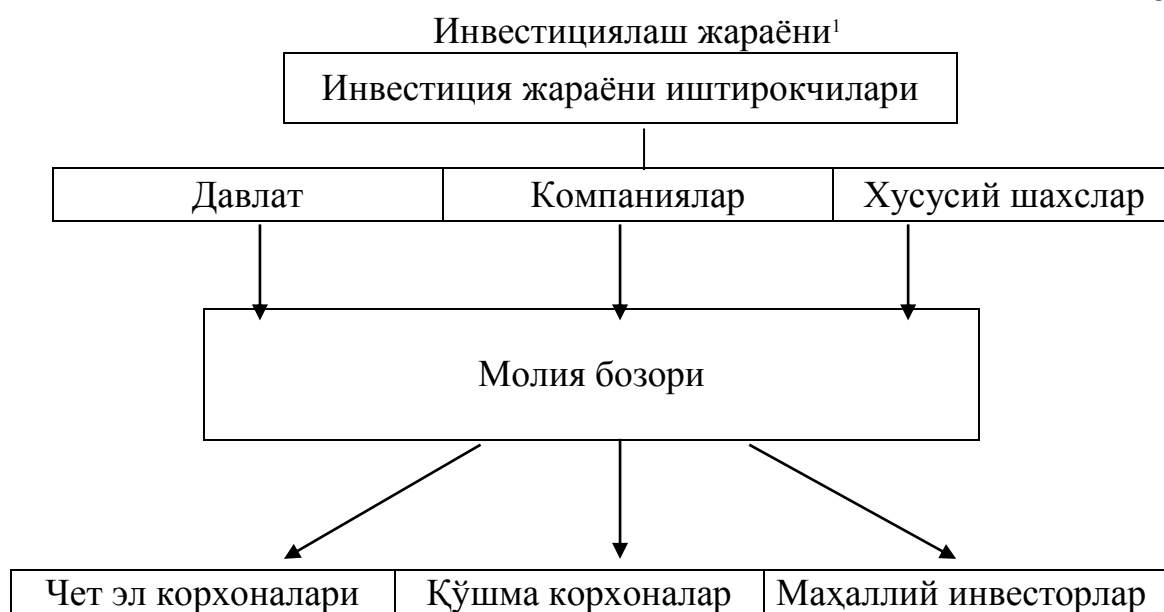 Инвестициялаш жараёни¹
Инвестиция жараёни иштирокчилари
Давлат Компаниялар Хусусий шахслар
Молия бозори
Чет эл корхоналари Қўшма корхоналар Маҳаллий инвесторлар